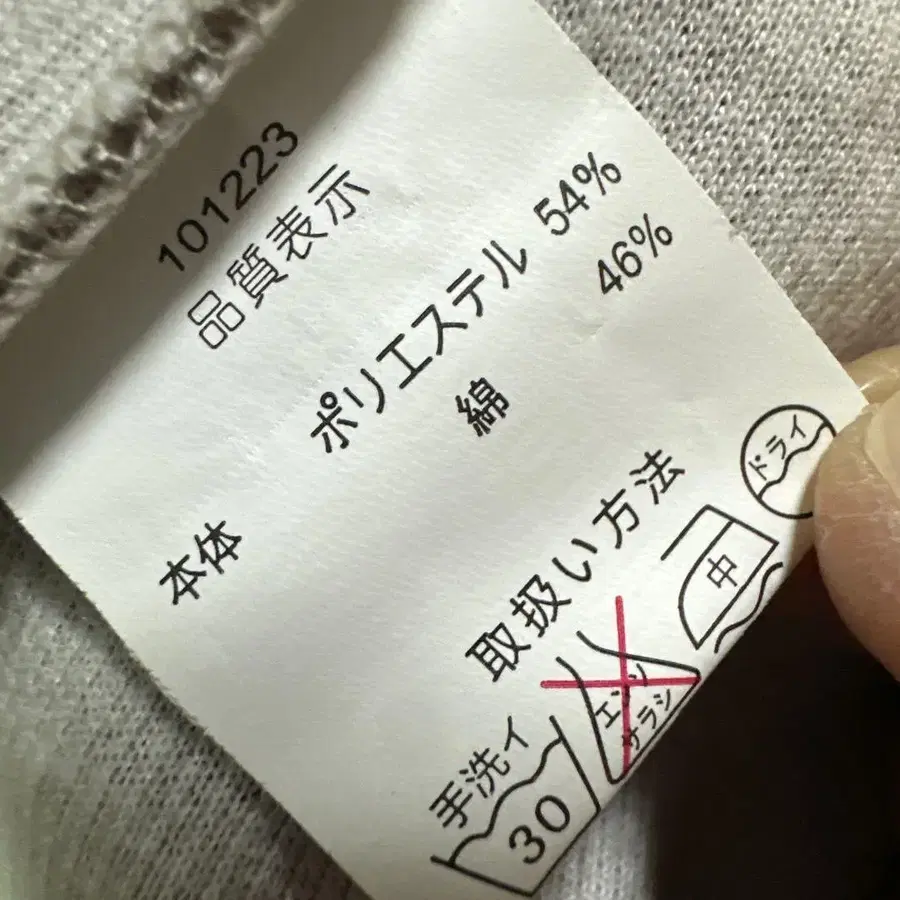 101223
品質表示
本体 ポリエステル 54%
綿 46%
取扱い方法
手洗イ 30
エンソ サラシ
中
ドライ